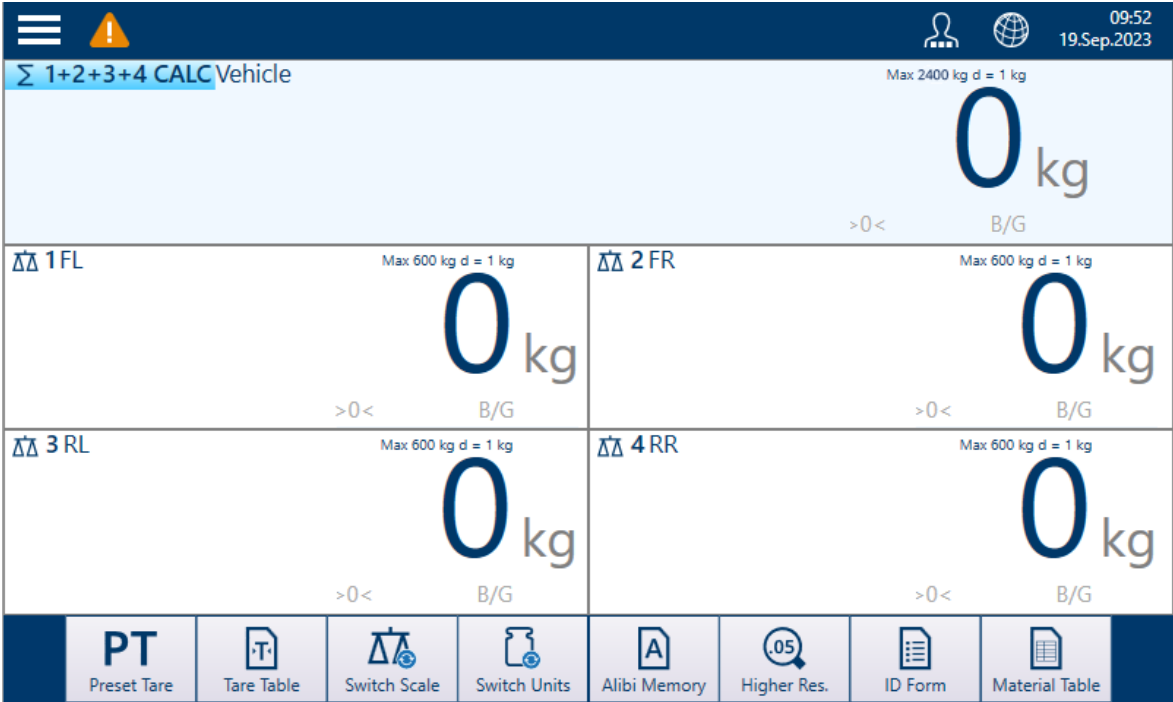 09:52
19.Sep.2023
∑ 1+2+3+4 CALC Vehicle
Max 2400 kg d = 1 kg
0 kg
>0< B/G
1 FL
Max 600 kg d = 1 kg
0 kg
>0< B/G
2 FR
Max 600 kg d = 1 kg
0 kg
>0< B/G
3 RL
Max 600 kg d = 1 kg
0 kg
>0< B/G
4 RR
Max 600 kg d = 1 kg
0 kg
>0< B/G
PT
Preset Tare
T
Tare Table
Switch Scale
Switch Units
A
Alibi Memory
.05
Higher Res.
ID Form
Material Table